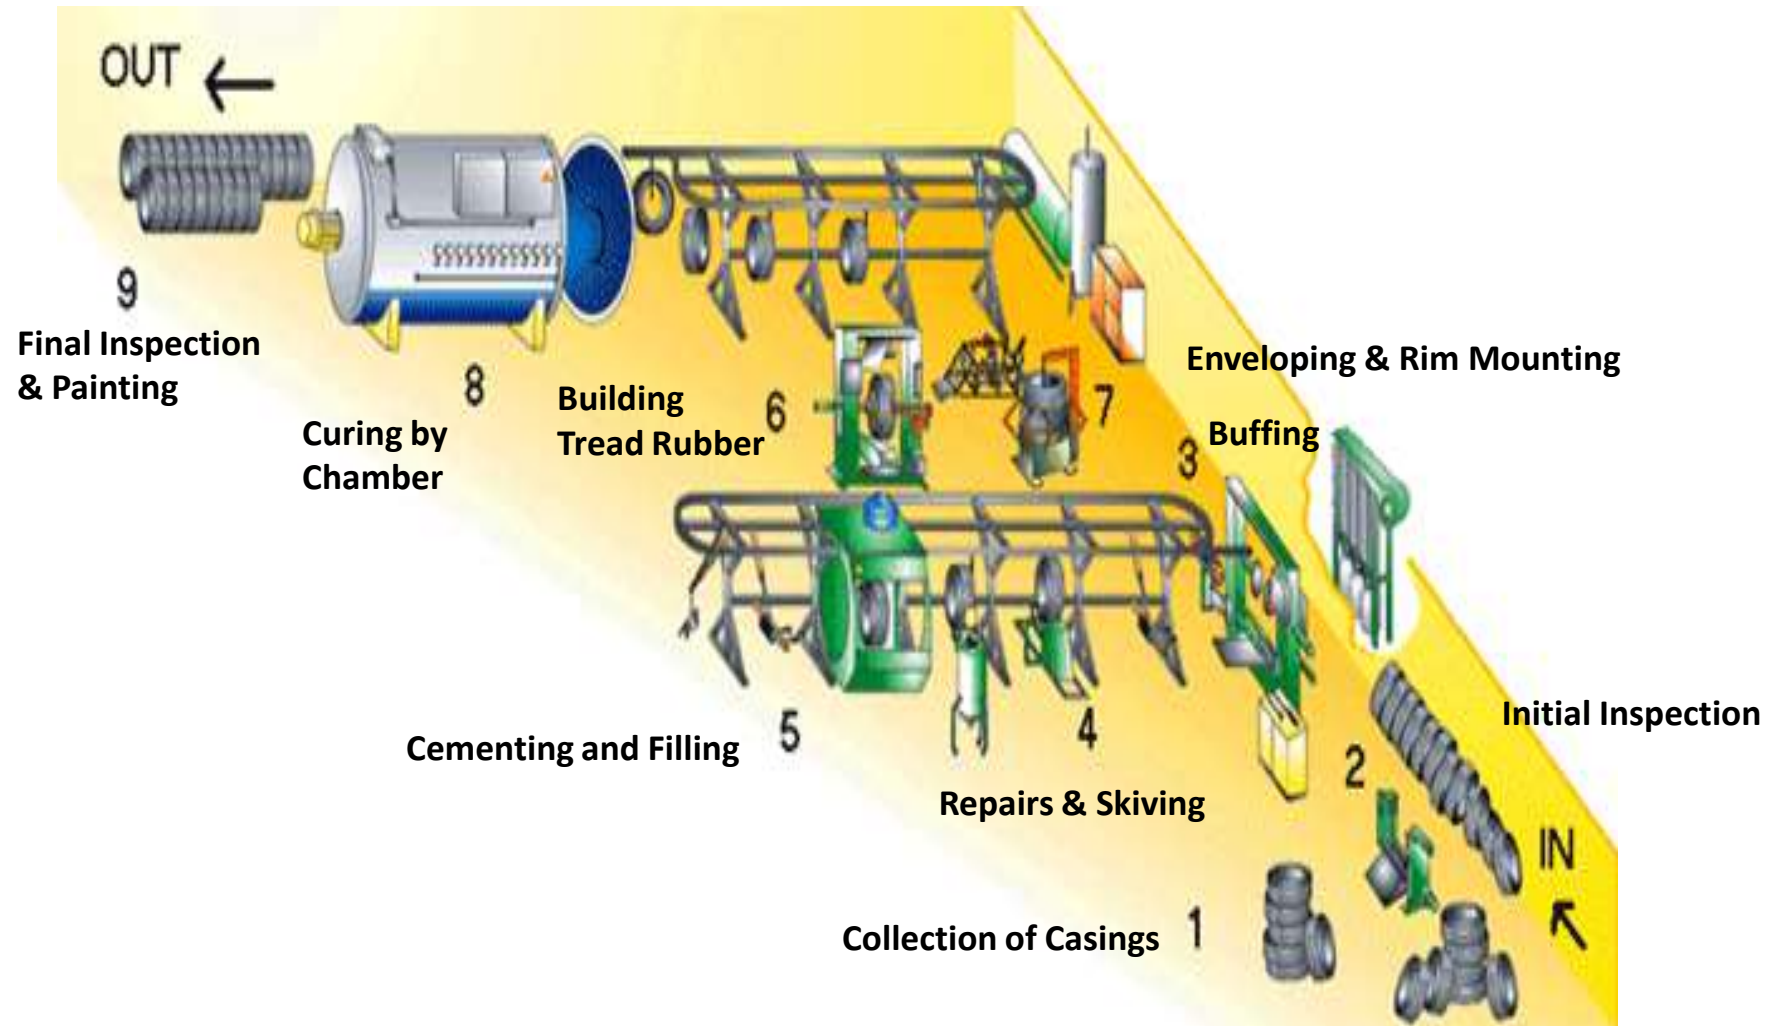 OUT
9
Final Inspection
& Painting
8
Curing by
Chamber
Building
Tread Rubber
6
7
Enveloping & Rim Mounting
3
Buffing
5
Cementing and Filling
4
Repairs & Skiving
2
Initial Inspection
IN
1
Collection of Casings